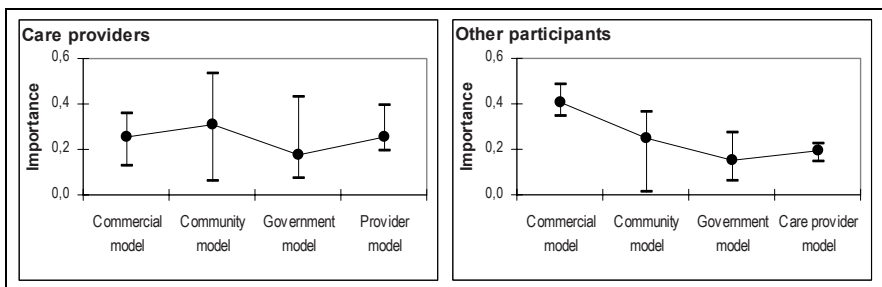 Care providers
0,6
0,4
0,2
0,0
Importance
Commercial model
Community model
Government model
Provider model
Other participants
0,6
0,4
0,2
0,0
Importance
Commercial model
Community model
Government model
Care provider model